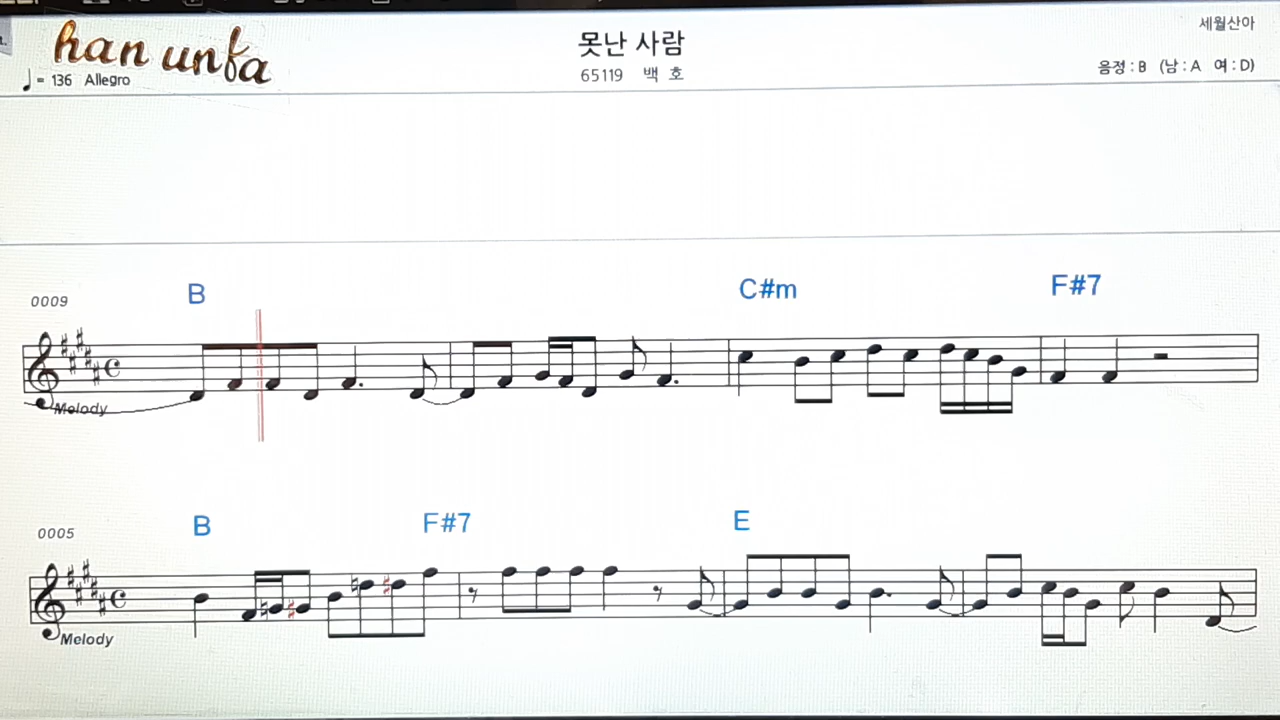 han unfa
못난 사람
세월산아
♩= 136 Allegro
65119 백 호
음정 : B (남 : A 여 : D)
0009
B C#m F#7
Melody
0005
B F#7 E
Melody